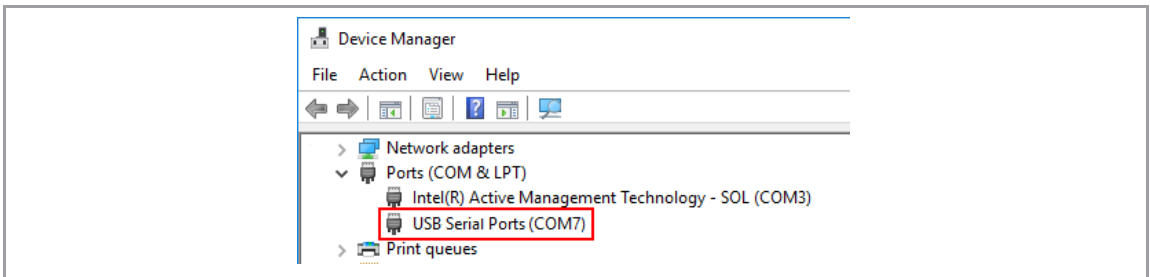 Device Manager
File Action View Help
Network adapters
Ports (COM & LPT)
Intel(R) Active Management Technology - SOL (COM3)
USB Serial Ports (COM7)
Print queues